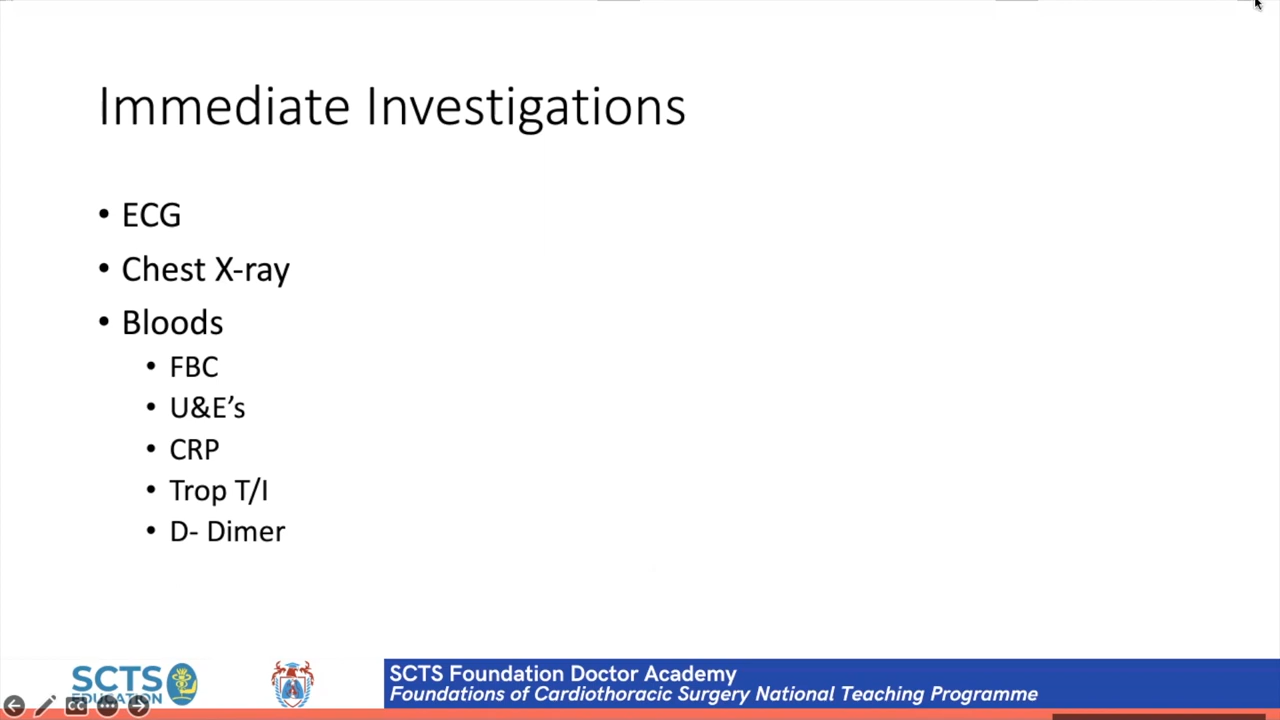 Immediate Investigations
• ECG
• Chest X-ray
• Bloods
• FBC
• U&E’s
• CRP
• Trop T/I
• D- Dimer
SCTS
EDUCATION
SCTS Foundation Doctor Academy
Foundations of Cardiothoracic Surgery National Teaching Programme
CC